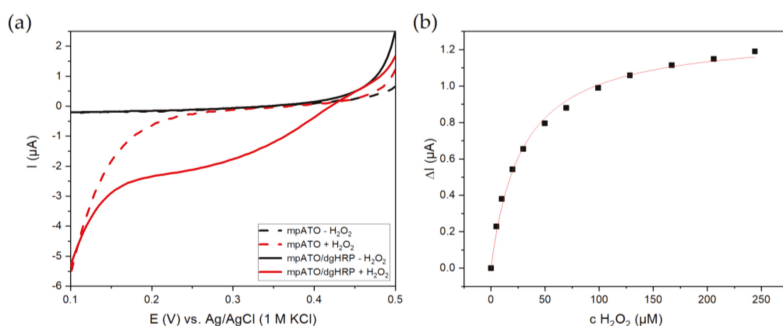 (a)
2
1
0
-1
-2
-3
-4
-5
-6
I (µA)
mpATO - H₂O₂
mpATO + H₂O₂
mpATO/dgHRP - H₂O₂
mpATO/dgHRP + H₂O₂
0.1 0.2 0.3 0.4 0.5
E (V) vs. Ag/AgCl (1 M KCl)
(b)
1.2
1.0
0.8
0.6
0.4
0.2
0.0
ΔI (µA)
0 50 100 150 200 250
c H₂O₂ (µM)